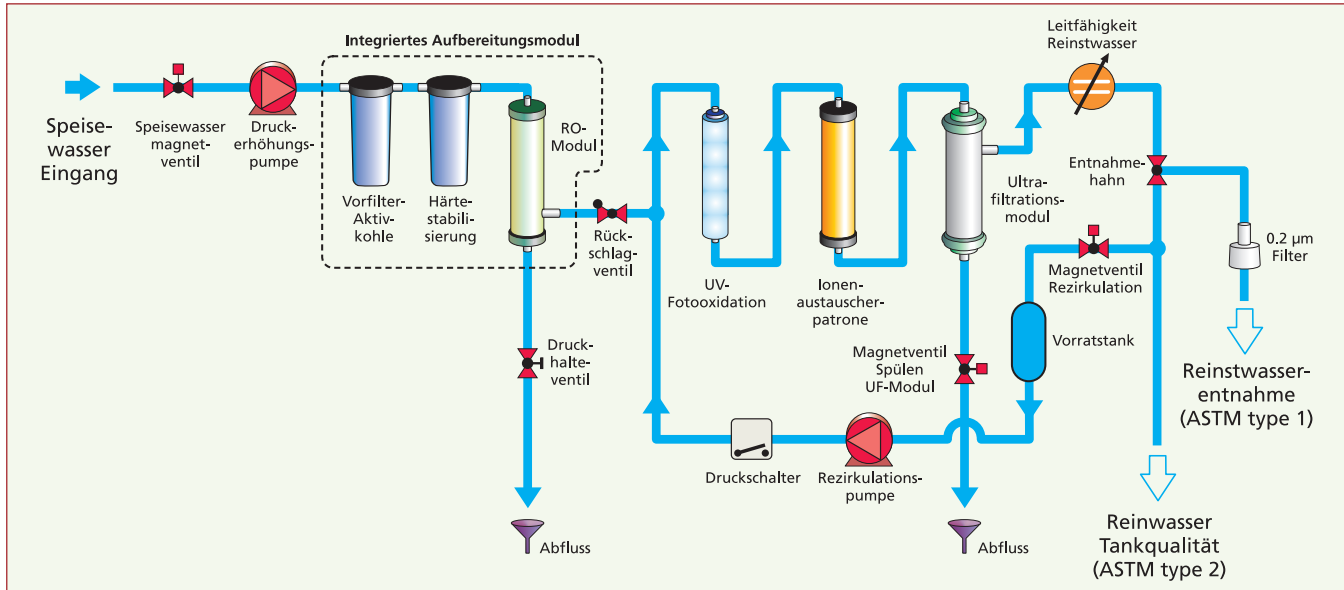 Integriertes Aufbereitungsmodul
Leitfähigkeit
Reinstwasser
Speise-
wasser
Eingang
Speisewasser
magnet-
ventil
Druck-
erhöhungs-
pumpe
Vorfilter-
Aktiv-
kohle
Härte-
stabili-
sierung
RO-
Modul
Rück-
schlag-
ventil
UV-
Fotooxidation
Ionen-
austauscher-
patrone
Ultra-
filtrations-
modul
Entnahme-
hahn
0.2 µm
Filter
Magnetventil
Rezirkulation
Vorratstank
Druck-
halte-
ventil
Magnetventil
Spülen
UF-Modul
Druckschalter
Rezirkulations-
pumpe
Reinstwasser-
entnahme
(ASTM type 1)
Abfluss
Abfluss
Reinwasser
Tankqualität
(ASTM type 2)